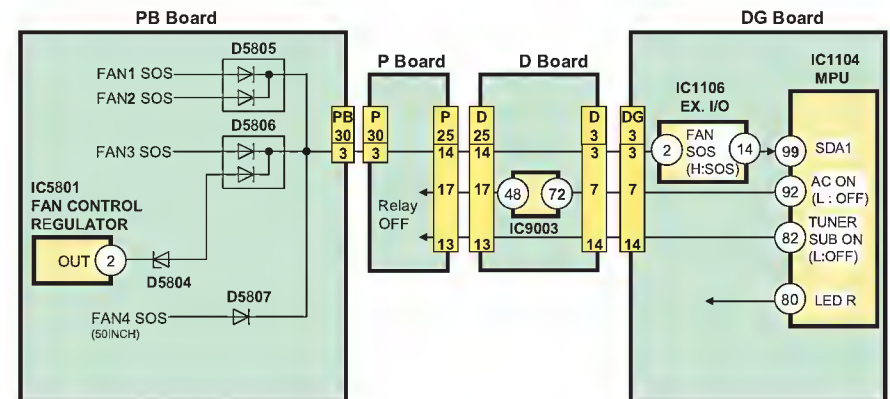 PB Board
DG Board
P Board
D Board
D5805
FAN1 SOS
FAN2 SOS
D5806
FAN3 SOS
IC5801
FAN CONTROL
REGULATOR
OUT 2
D5804
D5807
FAN4 SOS
(50INCH)
PB
30
3
P
30
3
Relay
OFF
P
25
14
17
13
D
25
14
17
13
48 72
IC9003
D
3
3
7
14
DG
3
3
7
14
IC1106
EX. I/O
2 FAN
SOS
(H:SOS)
14
IC1104
MPU
99 SDA1
92 AC ON
(L : OFF)
82 TUNER
SUB ON
(L:OFF)
80 LED R